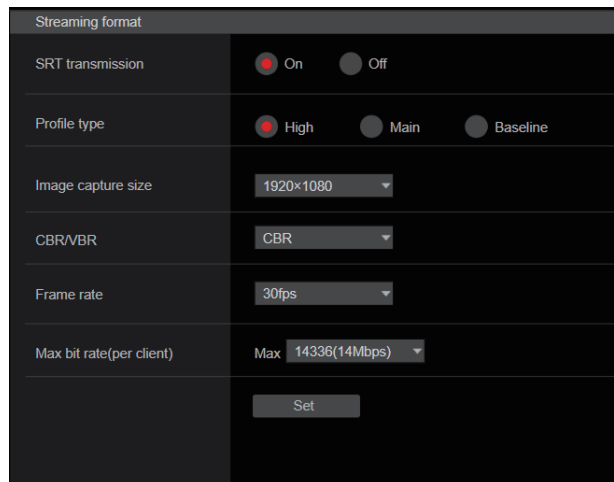 Streaming format
SRT transmission On Off
Profile type High Main Baseline
Image capture size 1920×1080
CBR/VBR CBR
Frame rate 30fps
Max bit rate(per client) Max 14336(14Mbps)
Set